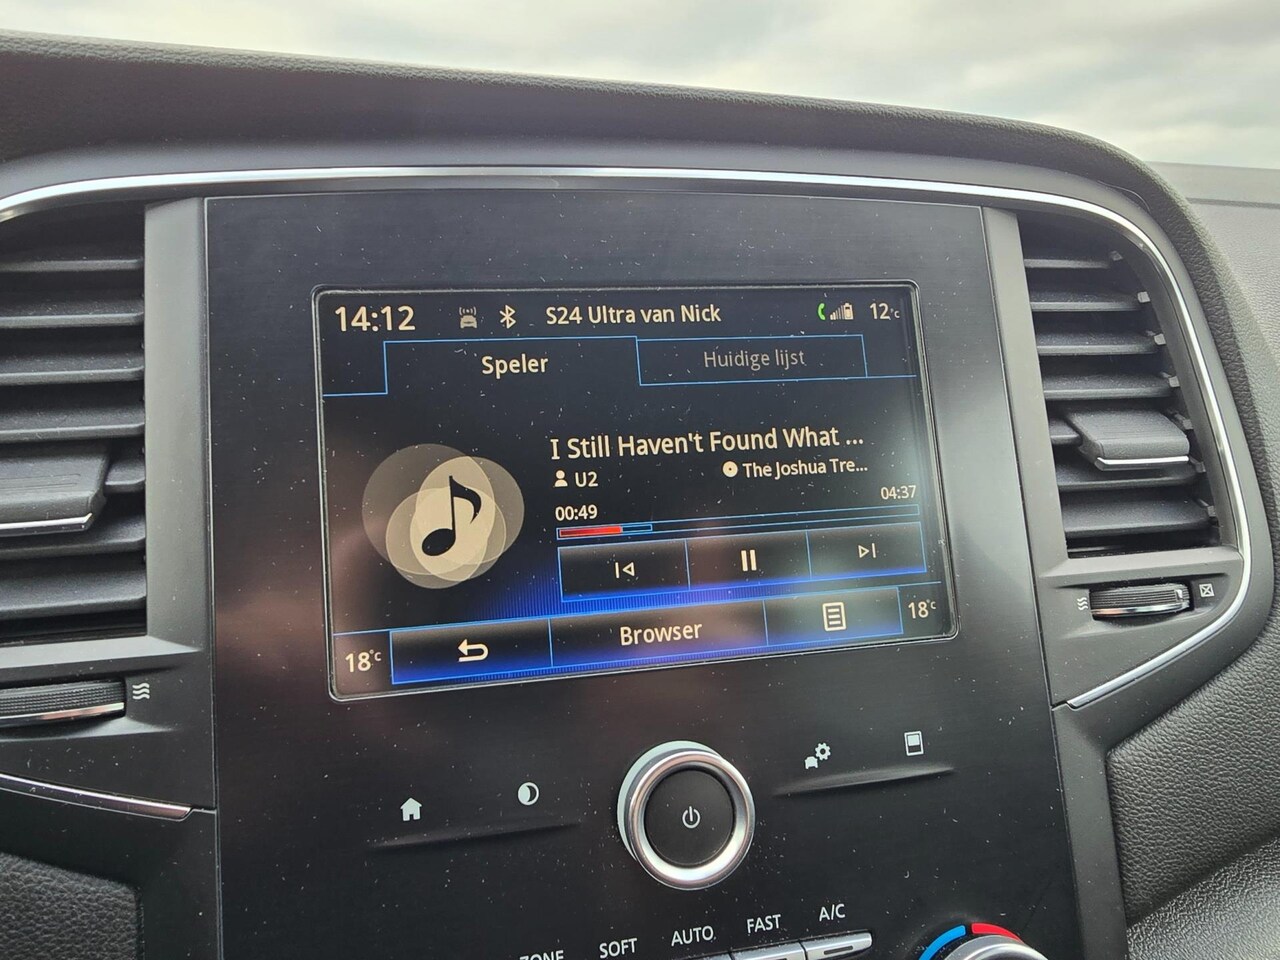 14:12 S24 Ultra van Nick 12°c
Speler Huidige lijst
I Still Haven't Found What ...
U2 The Joshua Tre...
00:49 04:37
18°c Browser 18°c
ZONE SOFT AUTO FAST A/C